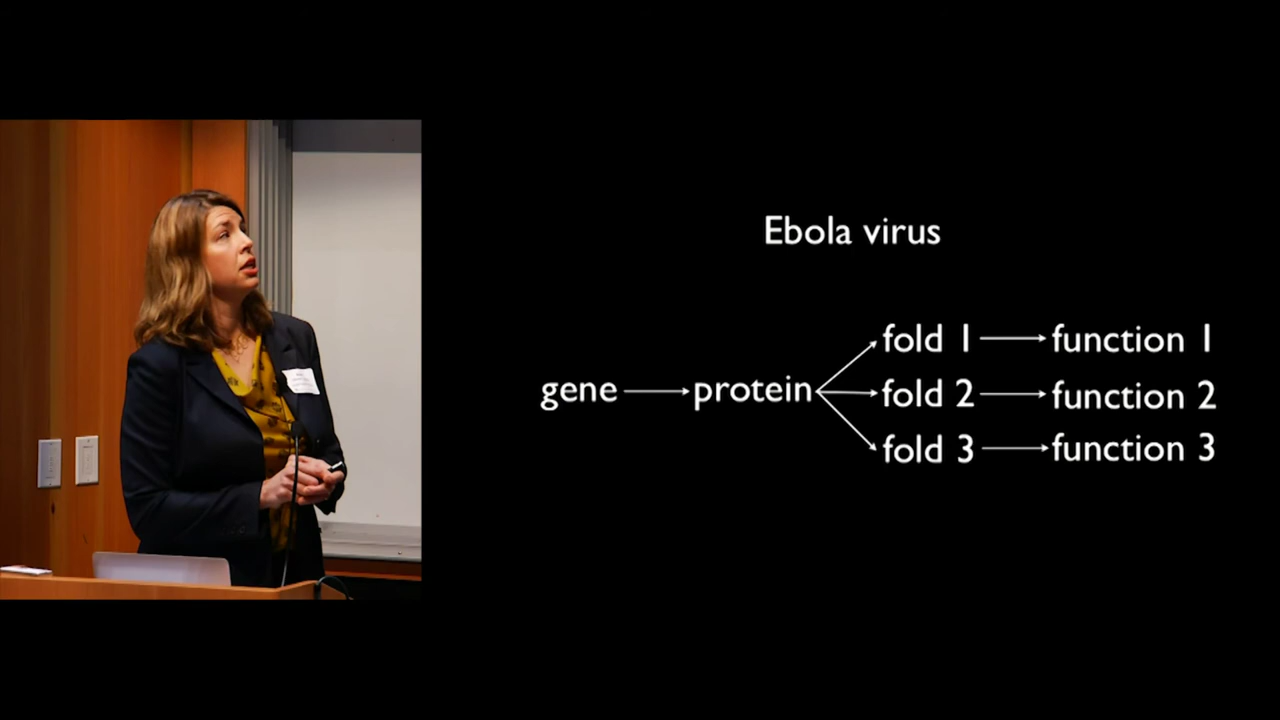 Ebola virus
fold 1 → function 1
gene → protein fold 2 → function 2
fold 3 → function 3